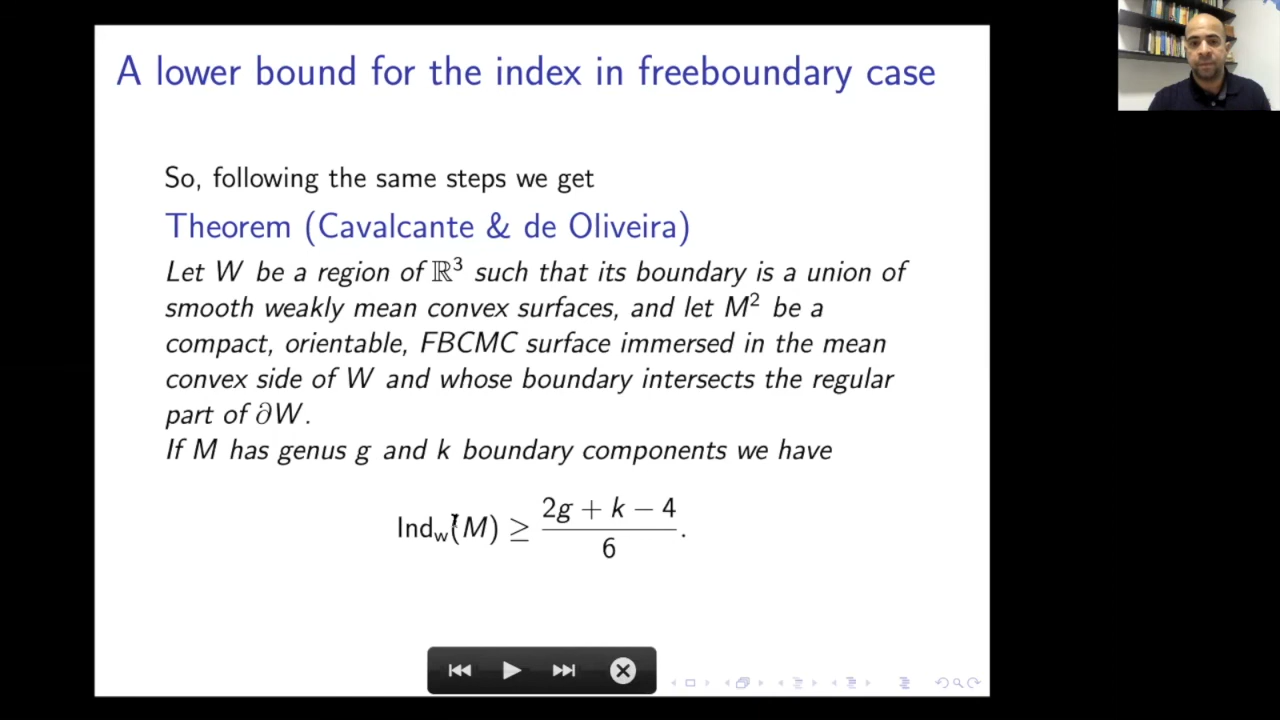 A lower bound for the index in freeboundary case
So, following the same steps we get
Theorem (Cavalcante & de Oliveira)
Let W be a region of ℝ³ such that its boundary is a union of
smooth weakly mean convex surfaces, and let M² be a
compact, orientable, FBCMC surface immersed in the mean
convex side of W and whose boundary intersects the regular
part of ∂W.
If M has genus g and k boundary components we have
Ind_w(M) ≥ (2g + k − 4)/6.